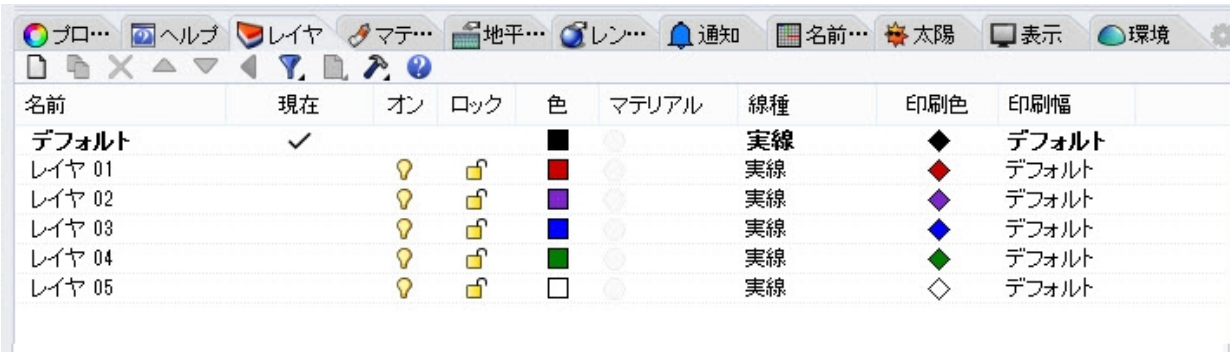 プロ… ヘルプ レイヤ マテ… 地平… レン… 通知 名前… 太陽 表示 環境
名前 現在 オン ロック 色 マテリアル 線種 印刷色 印刷幅
デフォルト 実線 デフォルト
レイヤ 01 実線 デフォルト
レイヤ 02 実線 デフォルト
レイヤ 03 実線 デフォルト
レイヤ 04 実線 デフォルト
レイヤ 05 実線 デフォルト